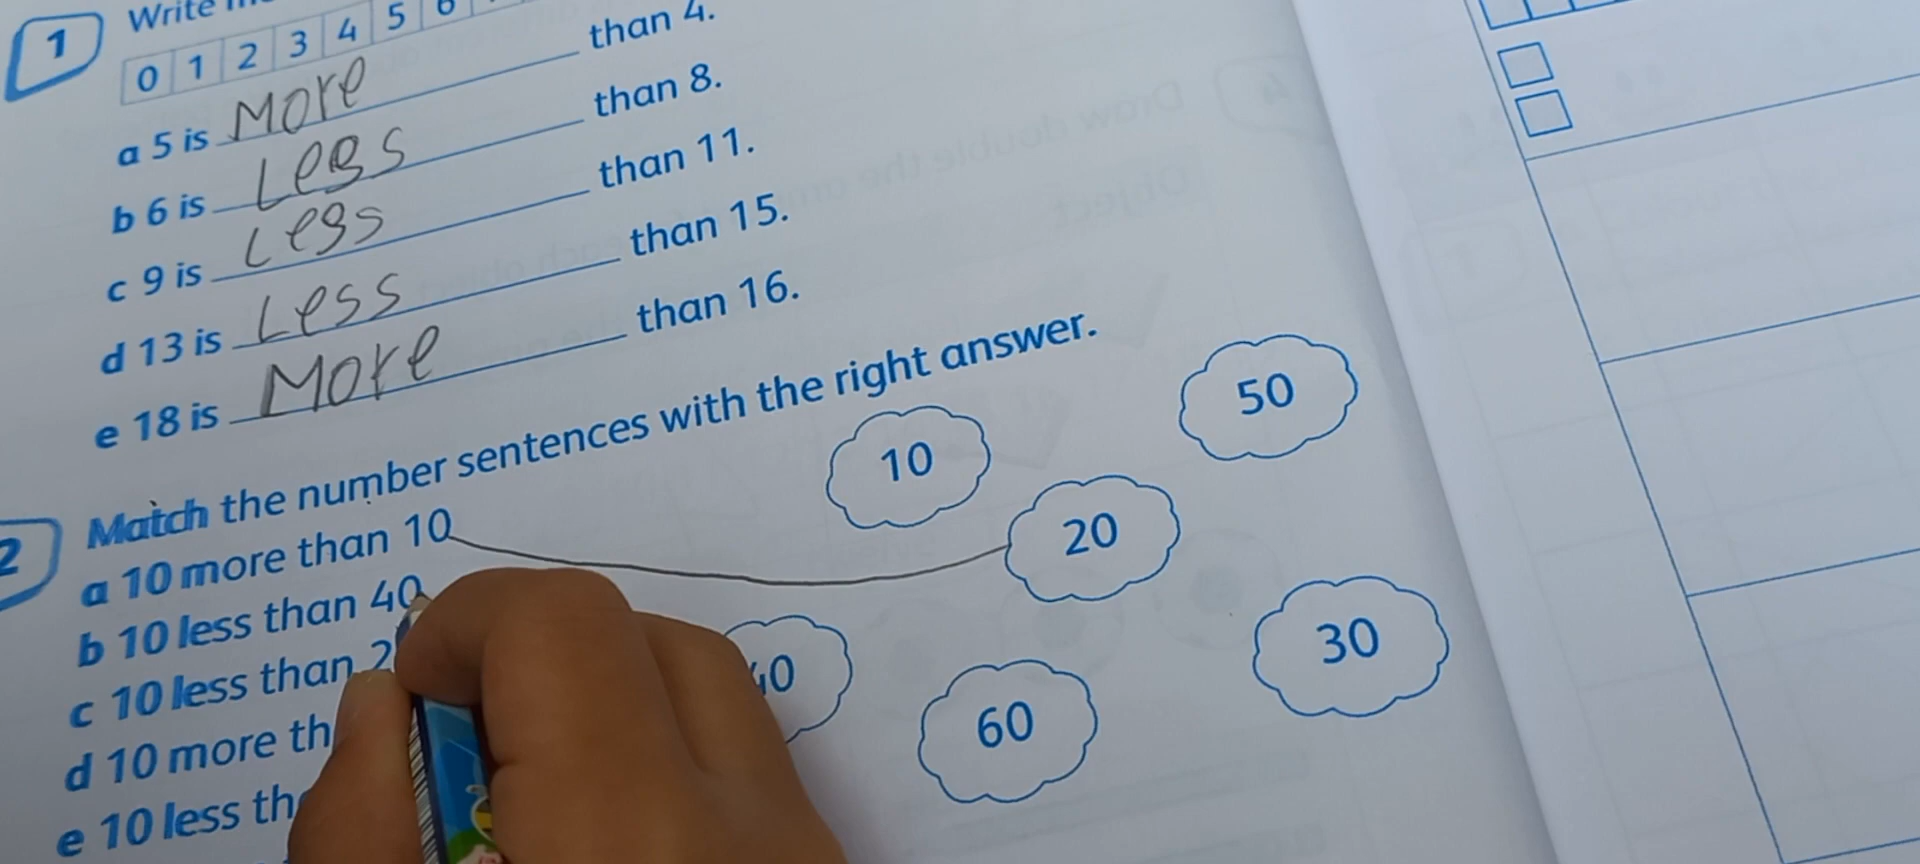 1 Write
0 1 2 3 4 5 6
a 5 is More than 4.
b 6 is Less than 8.
c 9 is Less than 11.
d 13 is Less than 15.
e 18 is More than 16.
2 Match the number sentences with the right answer.
a 10 more than 10
b 10 less than 40
c 10 less than
d 10 more
e 10 less
10
50
20
30
60